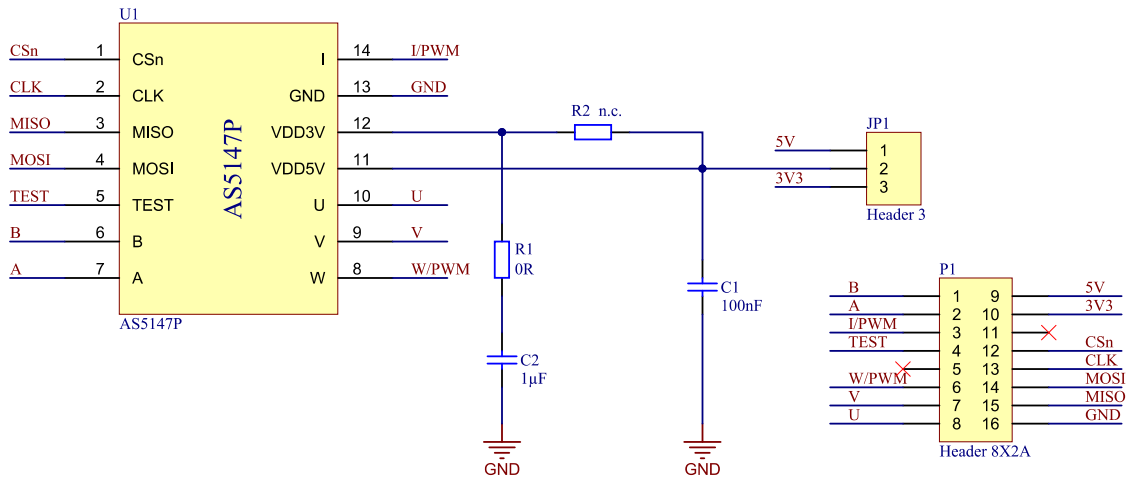 U1
CSn 1 CSn I 14 I/PWM
CLK 2 CLK GND 13 GND
MISO 3 MISO VDD3V 12
MOSI 4 MOSI VDD5V 11
TEST 5 TEST U 10 U
B 6 B V 9 V
A 7 A W 8 W/PWM
AS5147P
AS5147P
R2 n.c.
R1
0R
C2
1µF
GND
C1
100nF
GND
JP1
5V 1
2
3V3 3
Header 3
P1
B 1 9 5V
A 2 10 3V3
I/PWM 3 11
TEST 4 12 CSn
5 13 CLK
W/PWM 6 14 MOSI
V 7 15 MISO
U 8 16 GND
Header 8X2A